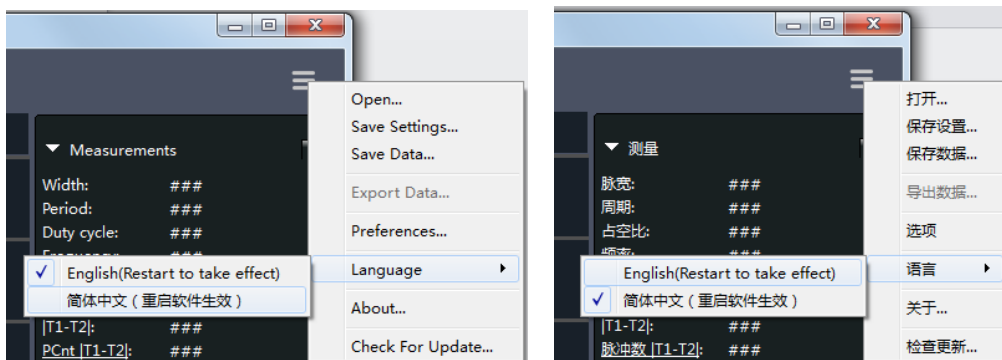 Open...
Save Settings...
Save Data...
Export Data...
Preferences...
Language
About...
Check For Update...
Measurements
Width: ###
Period: ###
Duty cycle: ###
Frequency: ###
English(Restart to take effect)
简体中文（重启软件生效）
|T1-T2|: ###
PCnt |T1-T2|: ###
打开...
保存设置...
保存数据...
导出数据...
选项
语言
关于...
检查更新...
测量
脉宽: ###
周期: ###
占空比: ###
频率: ###
English(Restart to take effect)
简体中文（重启软件生效）
|T1-T2|: ###
脉冲数 |T1-T2|: ###